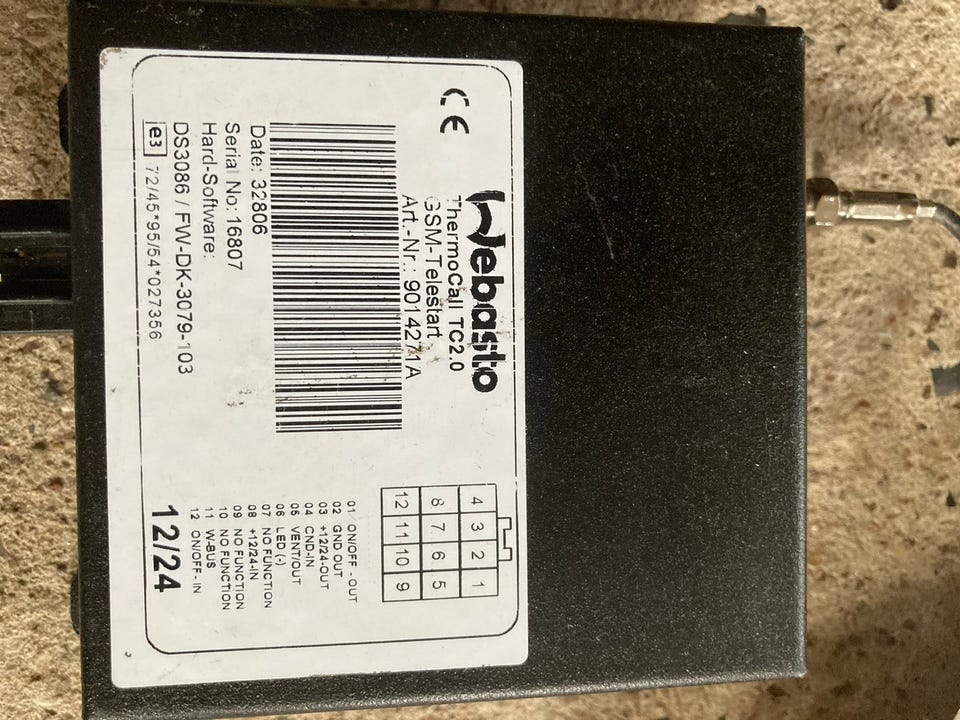 CE
Webasto
ThermoCall TC2.0
GSM-Telestart
Art.-Nr.: 9014271A
Date: 32806
Serial No: 16807
Hard-Software:
DS3086 / FW-DK-3079-103
e3 72/45*95/54*027356
4 3 2 1
8 7 6 5
12 11 10 9
01 ON/OFF - OUT
02 GND OUT
03 +12/24-OUT
04 GND-IN
05 VENT/OUT
06 LED (-)
07 NO FUNCTION
08 +12/24-IN
09 NO FUNCTION
10 NO FUNCTION
11 W-BUS
12 ON/OFF- IN
12/24